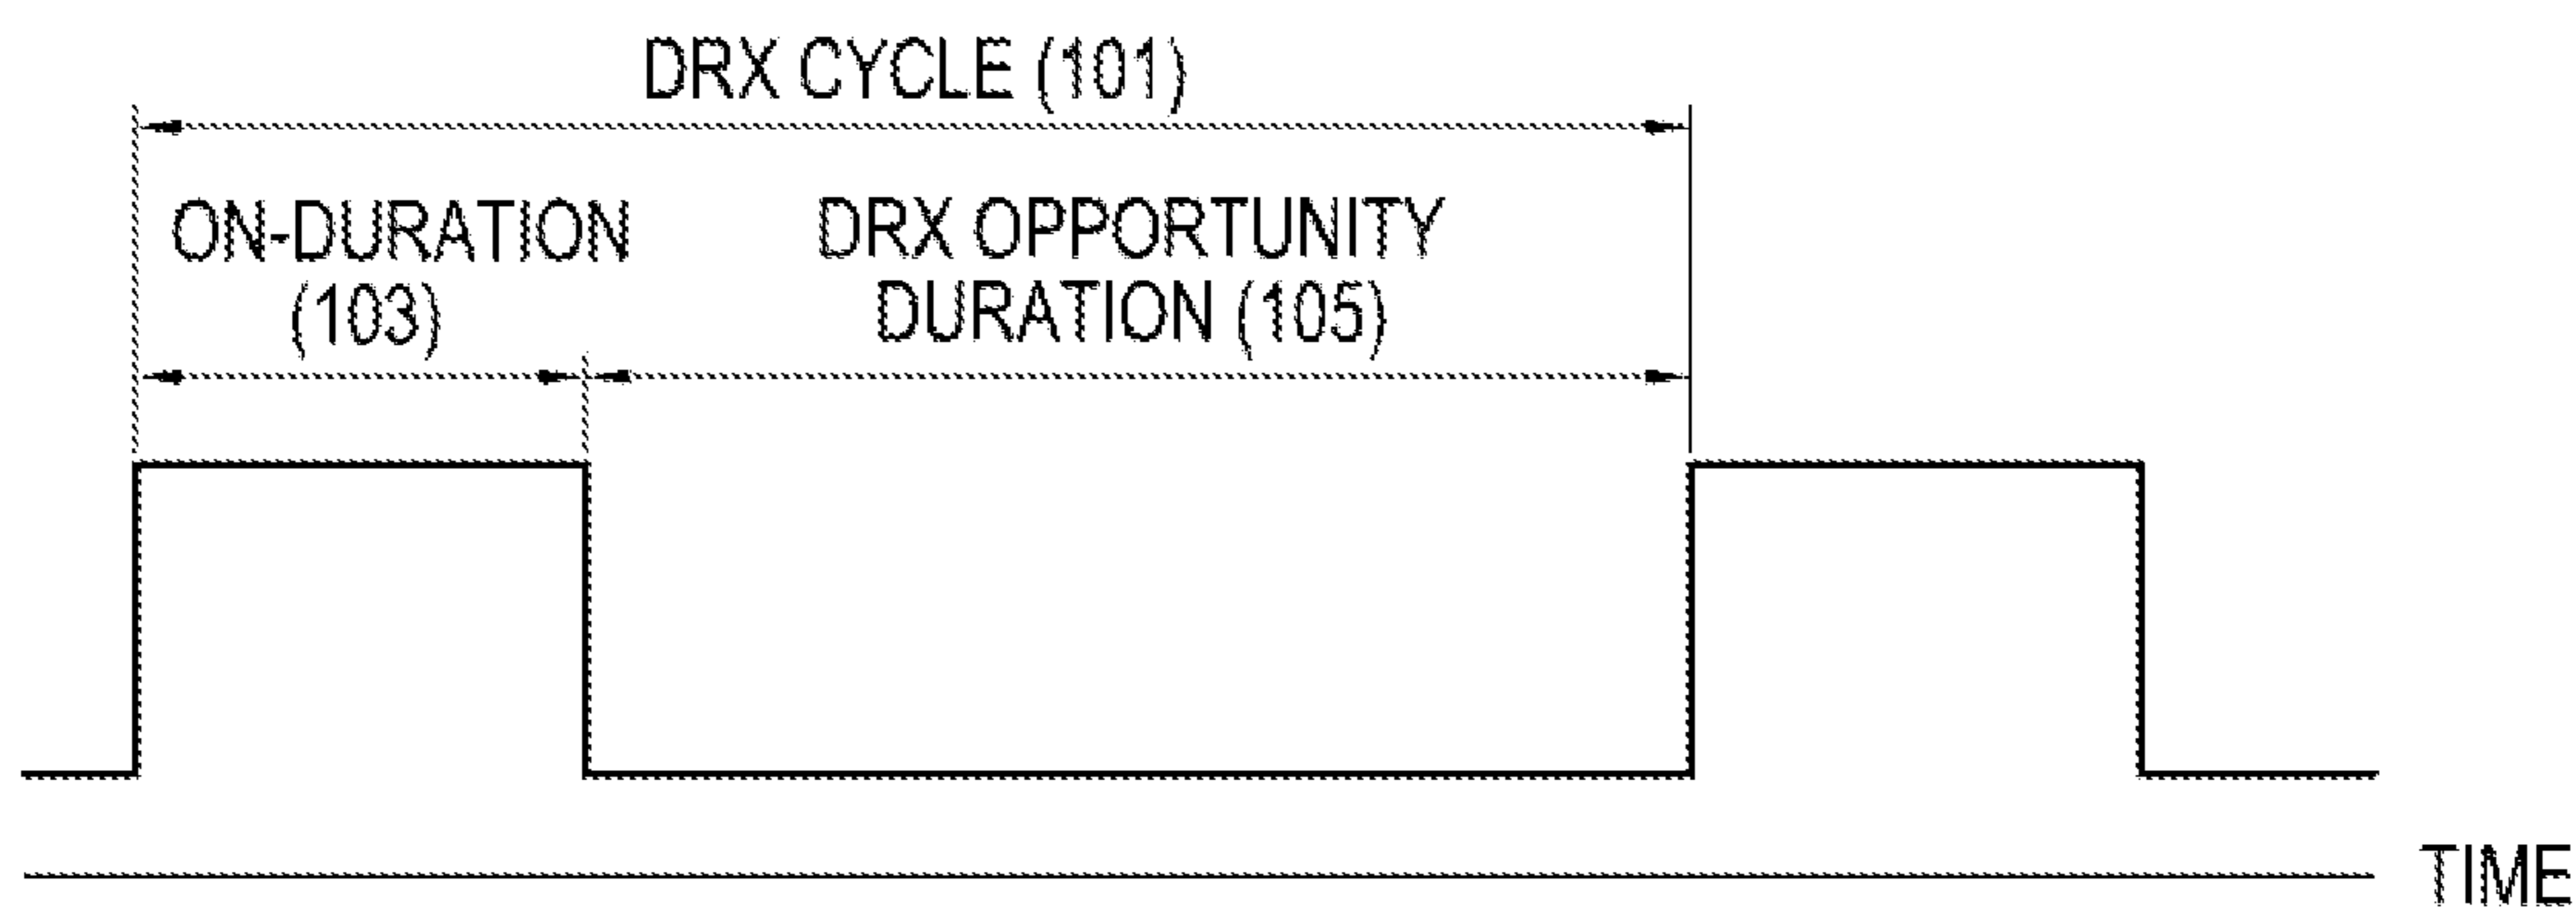 DRX CYCLE (101)
ON-DURATION
(103)
DRX OPPORTUNITY
DURATION (105)
TIME